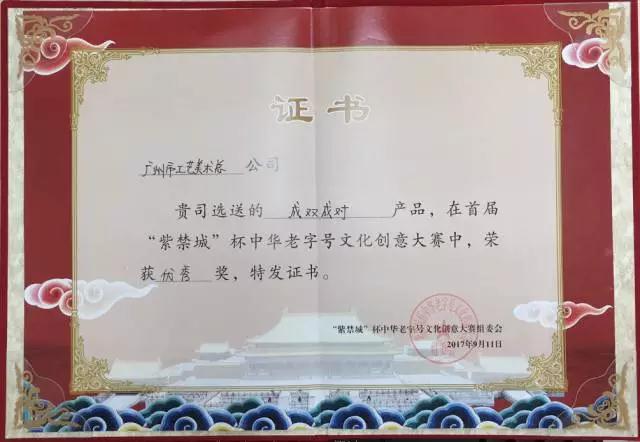 证书
广州市工艺美术总公司
贵司选送的成双成对产品，在首届
“紫禁城”杯中华老字号文化创意大赛中，荣
获优秀奖，特发证书。
“紫禁城”杯中华老字号文化创意大赛组委会
2017年9月11日